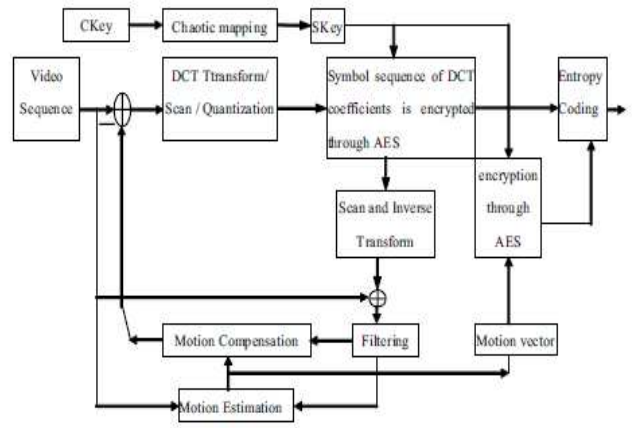 CKey
Chaotic mapping
SKey
Video
Sequence
DCT Ttransform/
Scan / Quantization
Symbol sequence of DCT
coefficients is encrypted
through AES
Entropy
Coding
encryption
through
AES
Scan and Inverse
Transform
Motion Compensation
Filtering
Motion vector
Motion Estimation